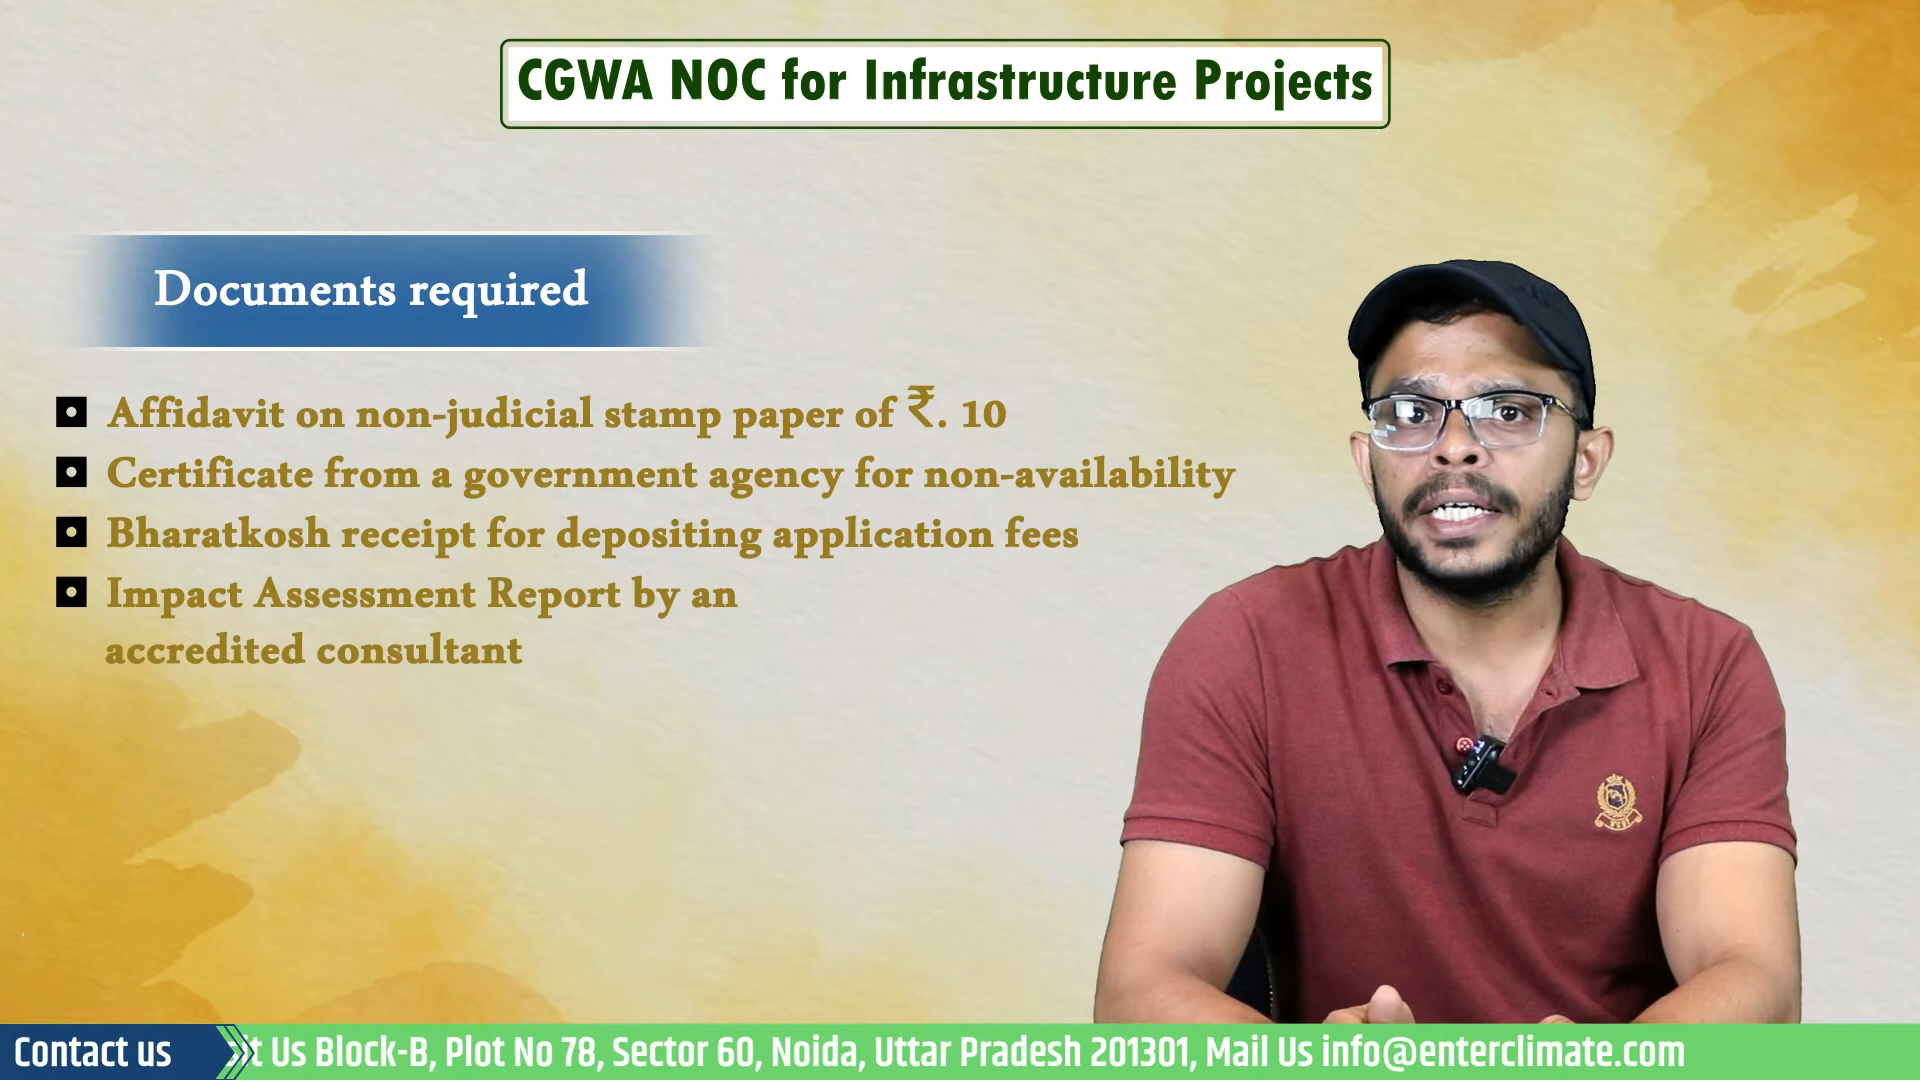 CGWA NOC for Infrastructure Projects
Documents required
Affidavit on non-judicial stamp paper of ₹. 10
Certificate from a government agency for non-availability
Bharatkosh receipt for depositing application fees
Impact Assessment Report by an
accredited consultant
Contact us
Us Block-B, Plot No 78, Sector 60, Noida, Uttar Pradesh 201301, Mail Us info@enterclimate.com